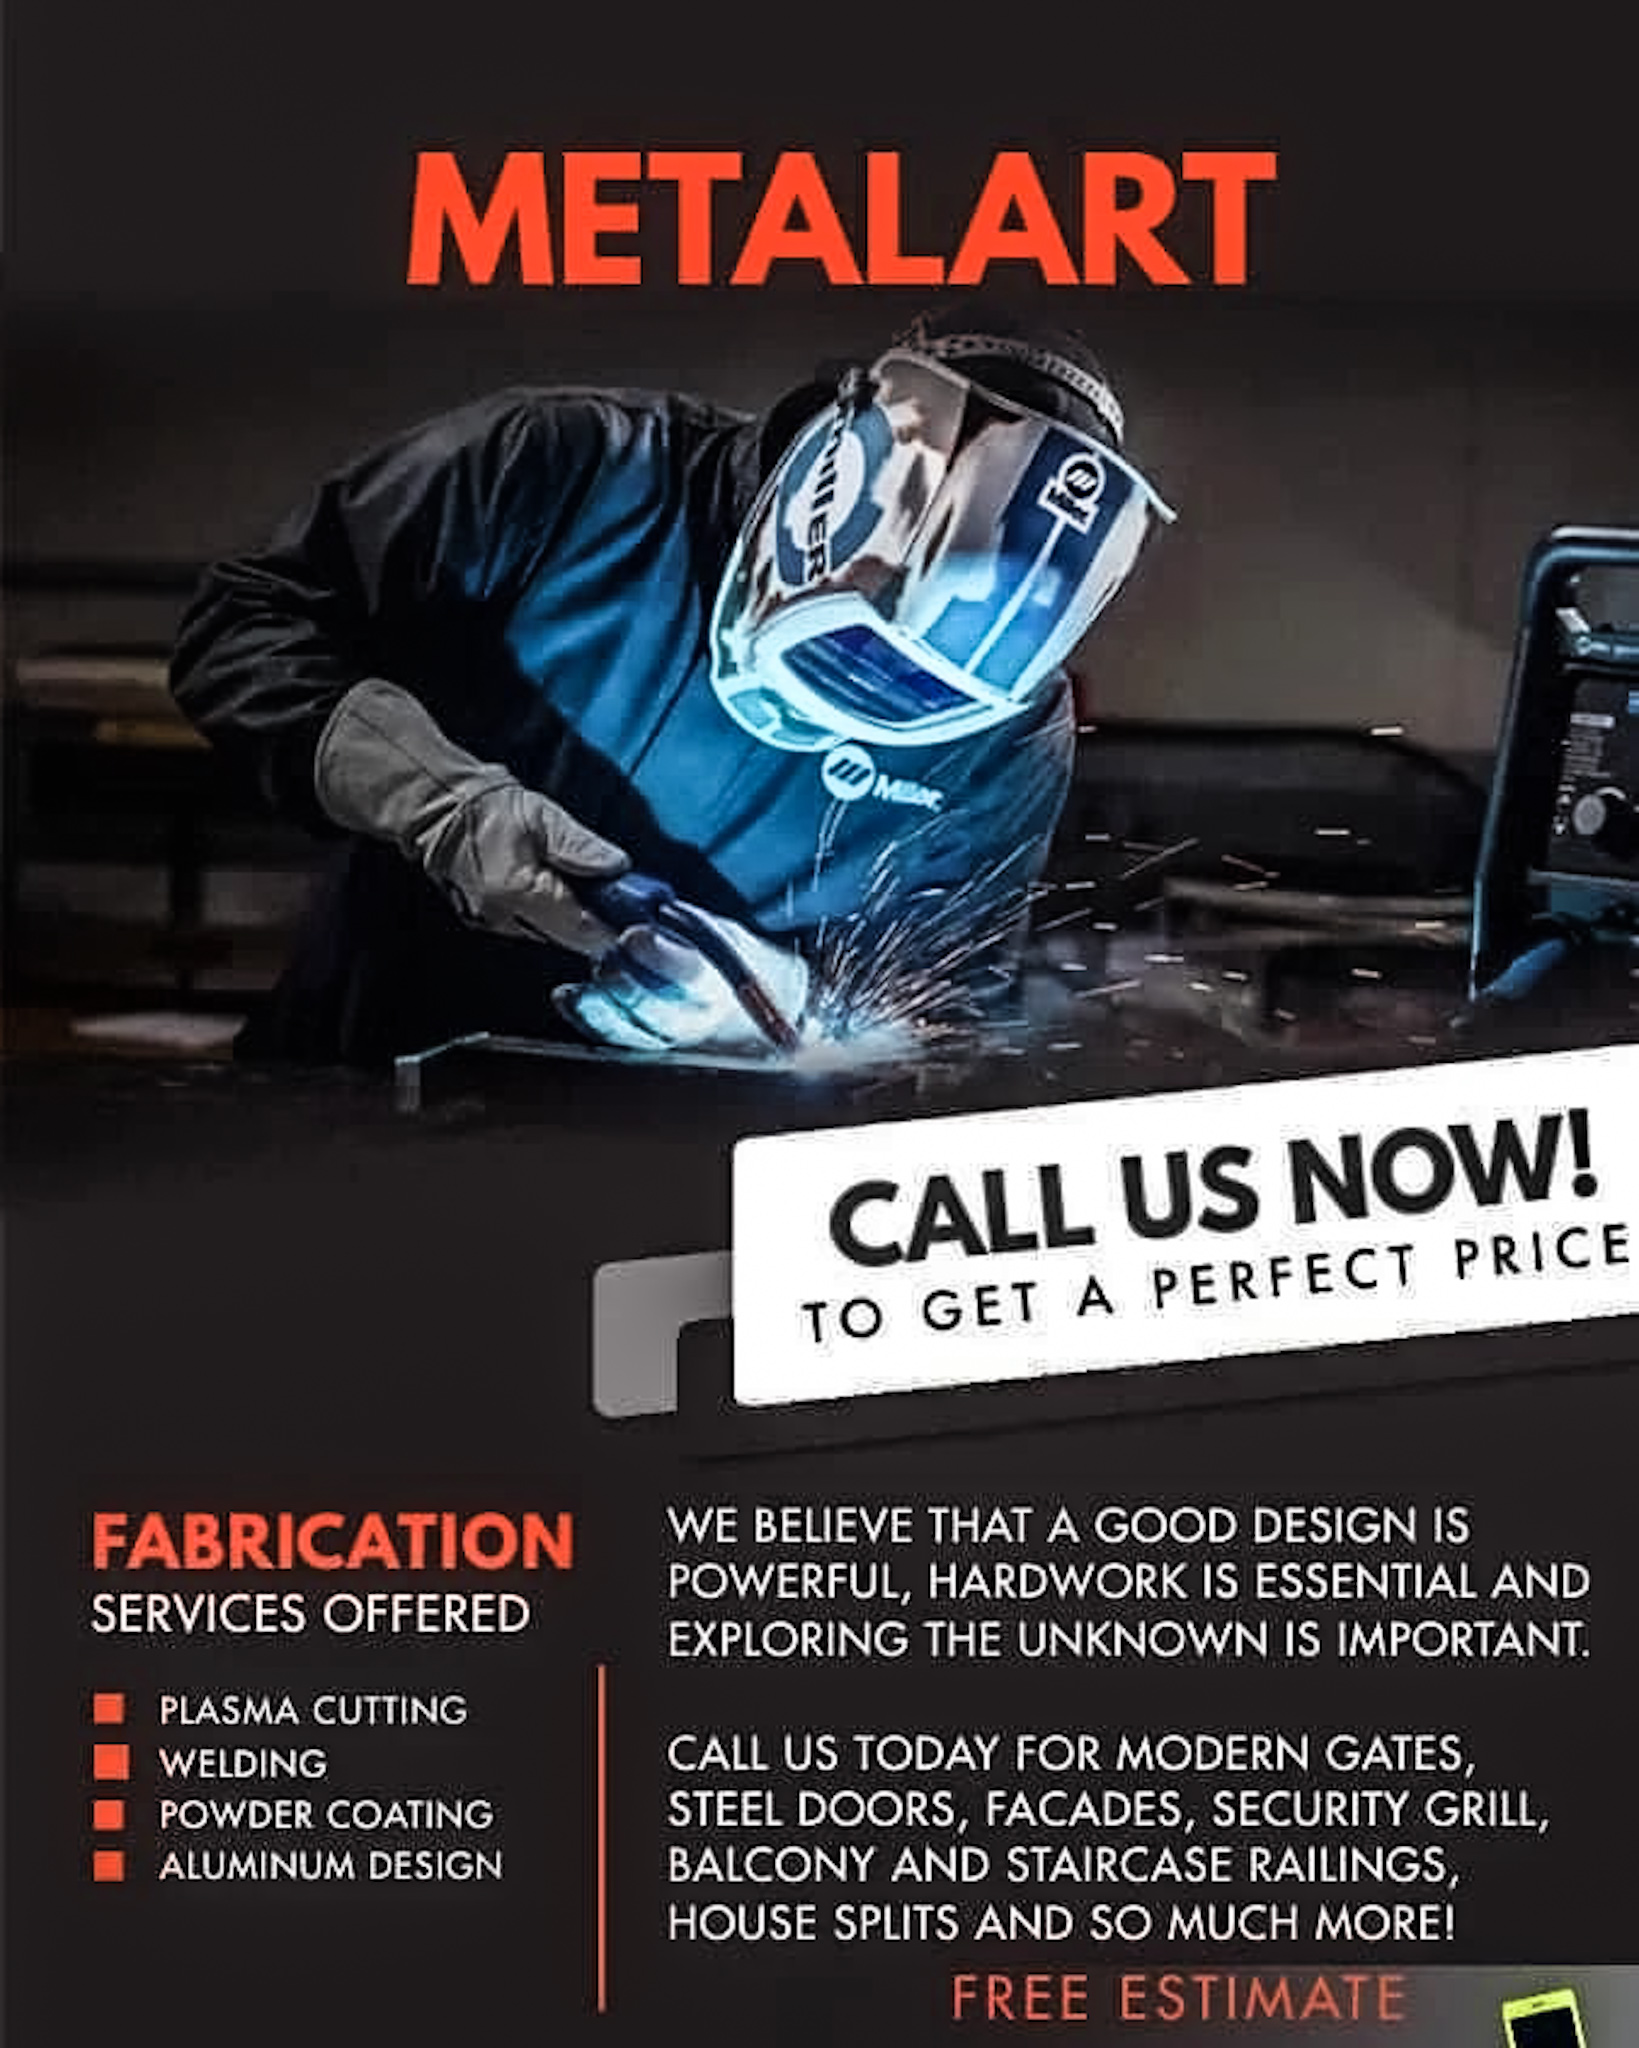 METALART
MILLER
Miller
Miller
CALL US NOW!
TO GET A PERFECT PRICE
FABRICATION
SERVICES OFFERED
PLASMA CUTTING
WELDING
POWDER COATING
ALUMINUM DESIGN
WE BELIEVE THAT A GOOD DESIGN IS
POWERFUL, HARDWORK IS ESSENTIAL AND
EXPLORING THE UNKNOWN IS IMPORTANT.
CALL US TODAY FOR MODERN GATES,
STEEL DOORS, FACADES, SECURITY GRILL,
BALCONY AND STAIRCASE RAILINGS,
HOUSE SPLITS AND SO MUCH MORE!
FREE ESTIMATE